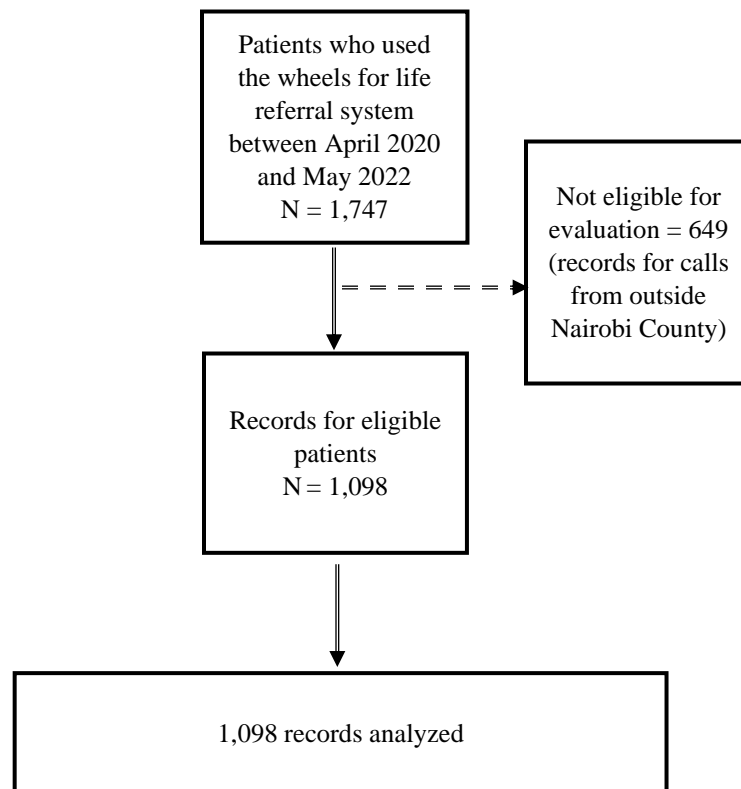 Patients who used
the wheels for life
referral system
between April 2020
and May 2022
N = 1,747
Not eligible for
evaluation = 649
(records for calls
from outside
Nairobi County)
Records for eligible
patients
N = 1,098
1,098 records analyzed